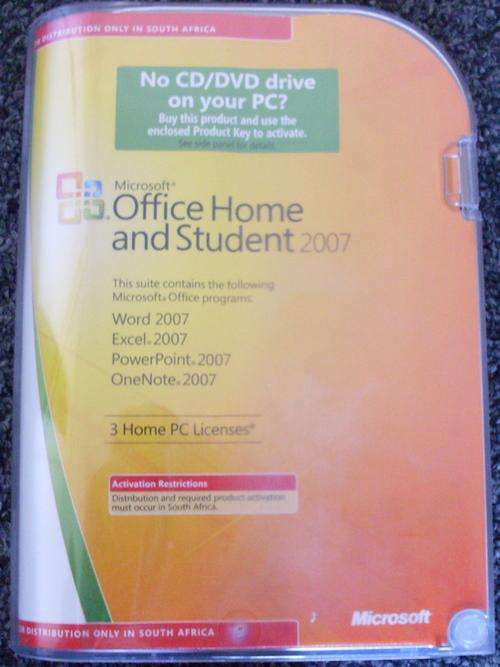 R DISTRIBUTION ONLY IN SOUTH AFRICA
No CD/DVD drive
on your PC?
Buy this product and use the
enclosed Product Key to activate.
See side panel for details.
Microsoft®
Office Home
and Student 2007
This suite contains the following
Microsoft® Office programs:
Word 2007
Excel® 2007
PowerPoint® 2007
OneNote® 2007
3 Home PC Licenses*
Activation Restrictions
Distribution and required product activation
must occur in South Africa.
R DISTRIBUTION ONLY IN SOUTH AFRICA
Microsoft